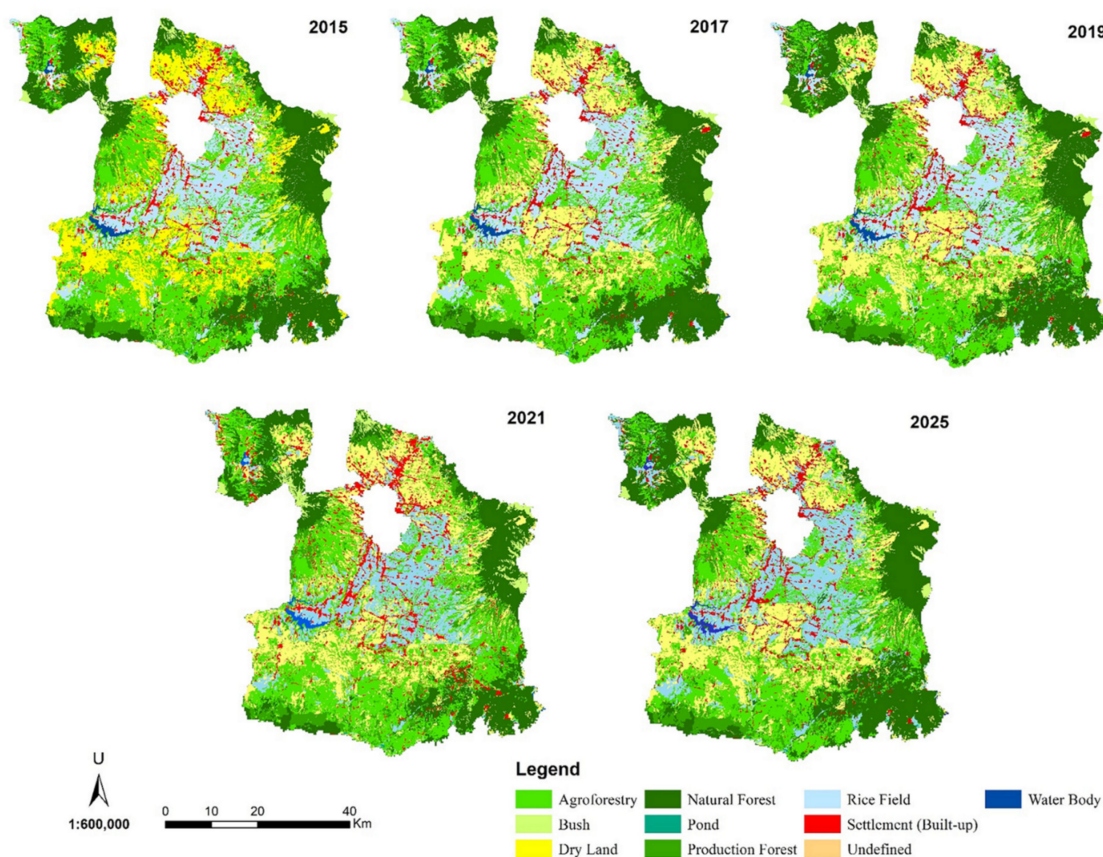 2015
2017
2019
2021
2025
U
1:600,000
0 10 20 40
Km
Legend
Agroforestry
Bush
Dry Land
Natural Forest
Pond
Production Forest
Rice Field
Settlement (Built-up)
Undefined
Water Body